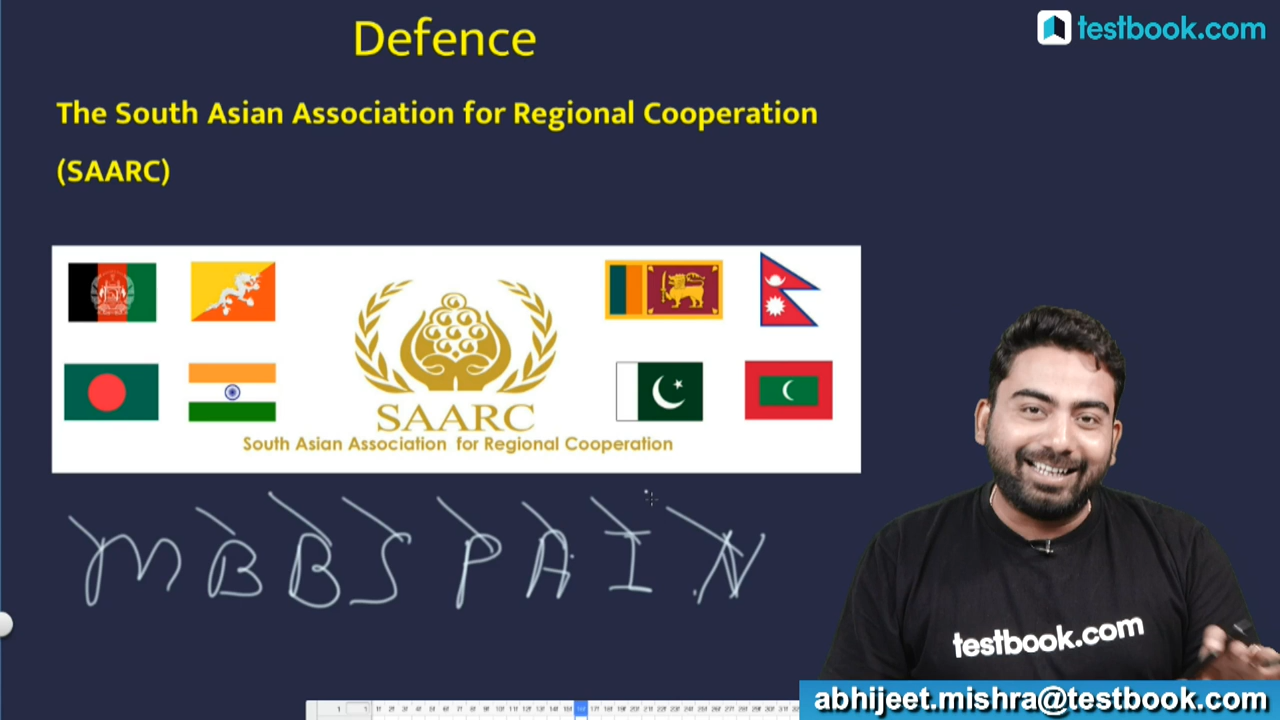 Defence
testbook.com
The South Asian Association for Regional Cooperation
(SAARC)
SAARC
South Asian Association for Regional Cooperation
M B B S P A I N
testbook.com
abhijeet.mishra@testbook.com